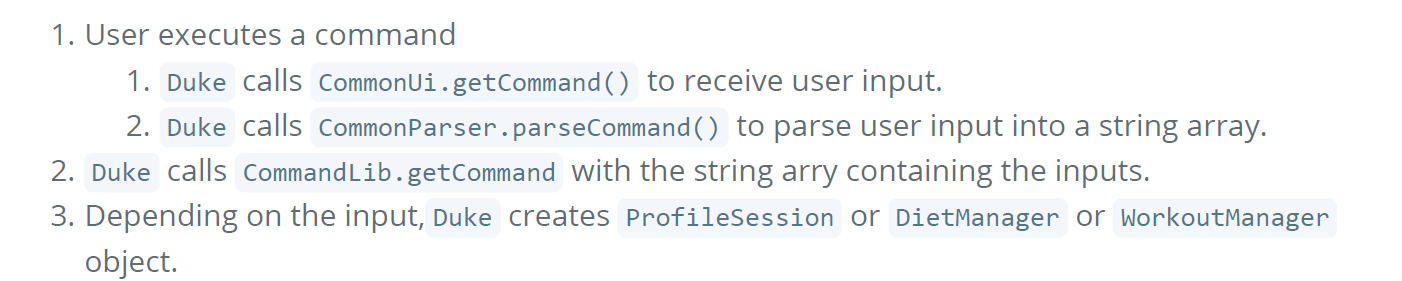 1. User executes a command
1. Duke calls CommonUi.getCommand() to receive user input.
2. Duke calls CommonParser.parseCommand() to parse user input into a string array.
2. Duke calls CommandLib.getCommand with the string arry containing the inputs.
3. Depending on the input, Duke creates ProfileSession or DietManager or WorkoutManager
object.